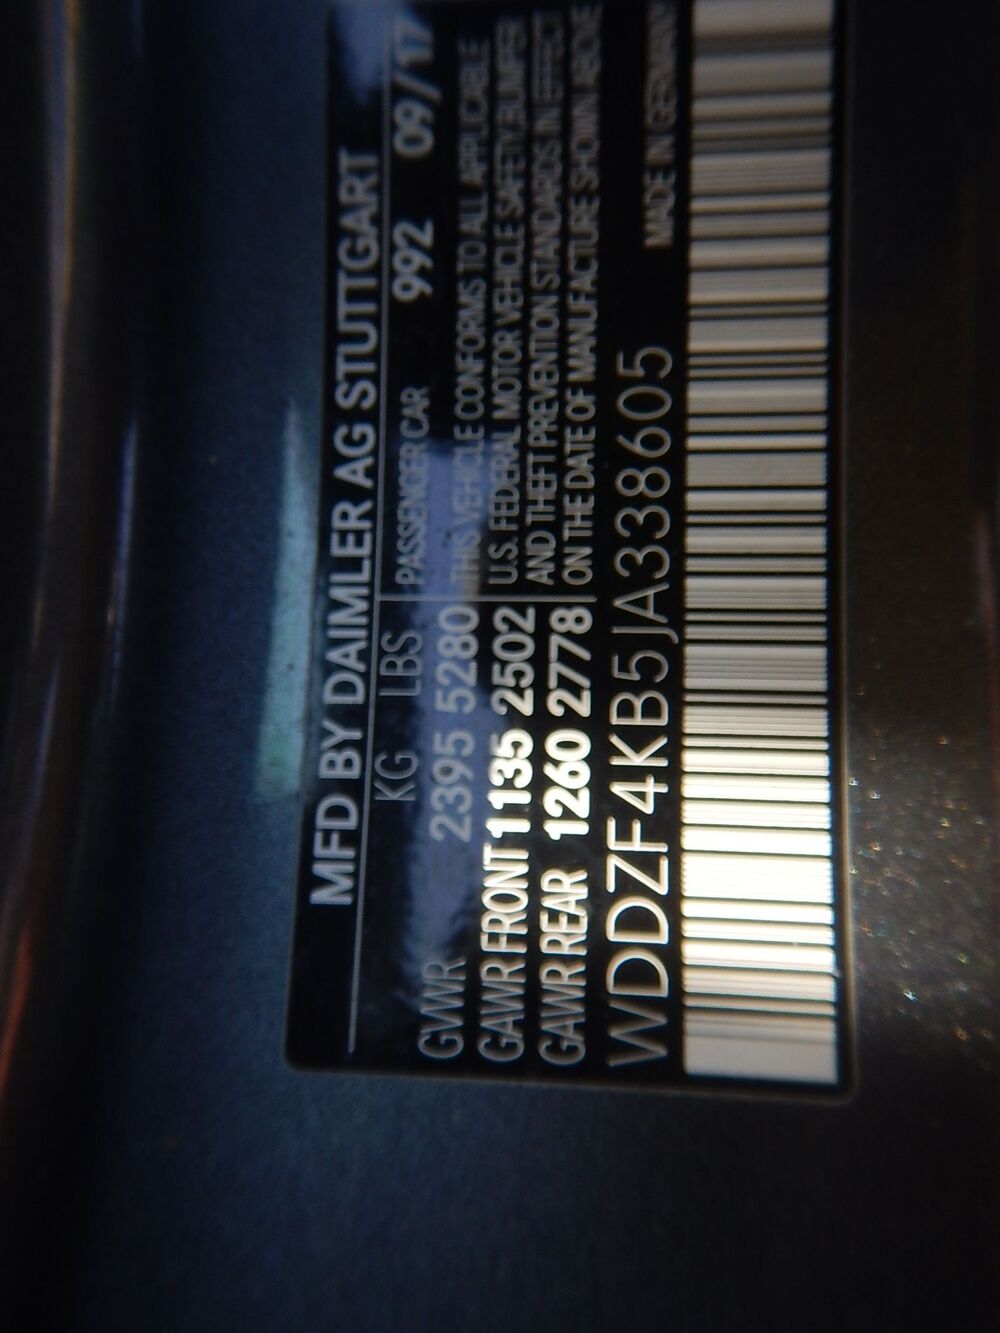 MFD BY DAIMLER AG STUTTGART
KG LBS PASSENGER CAR 992 09/17
GVWR 2395 5280 THIS VEHICLE CONFORMS TO ALL APPLICABLE
GAWR FRONT 1135 2502 U.S. FEDERAL MOTOR VEHICLE SAFETY, BUMPER
GAWR REAR 1260 2778 AND THEFT PREVENTION STANDARDS IN EFFECT
ON THE DATE OF MANUFACTURE SHOWN ABOVE
WDDZF4KB5JA338605 MADE IN GERMANY